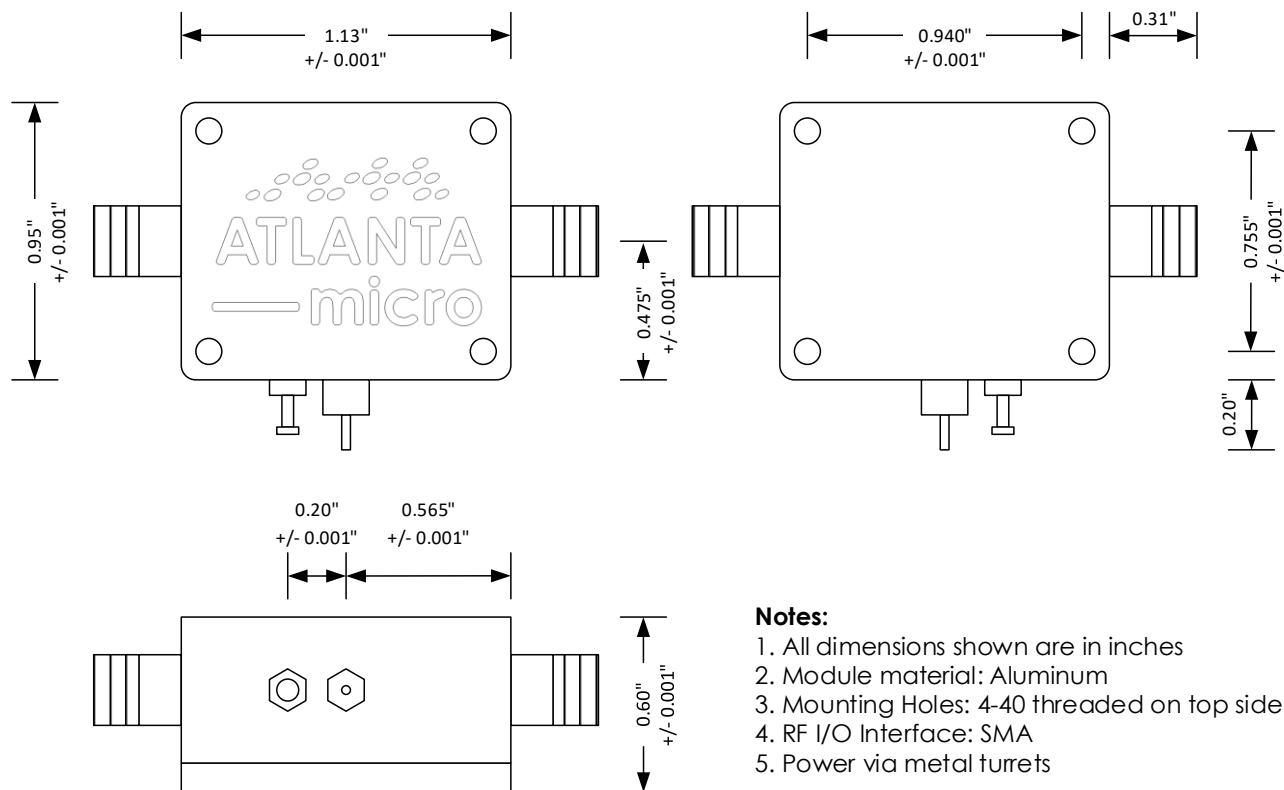 1.13"
+/- 0.001"
0.940"
+/- 0.001"
0.31"
0.95"
+/- 0.001"
ATLANTA
micro
0.475"
+/- 0.001"
0.755"
+/- 0.001"
0.20"
0.20"
+/- 0.001"
0.565"
+/- 0.001"
0.60"
+/- 0.001"
Notes:
1. All dimensions shown are in inches
2. Module material: Aluminum
3. Mounting Holes: 4-40 threaded on top side
4. RF I/O Interface: SMA
5. Power via metal turrets